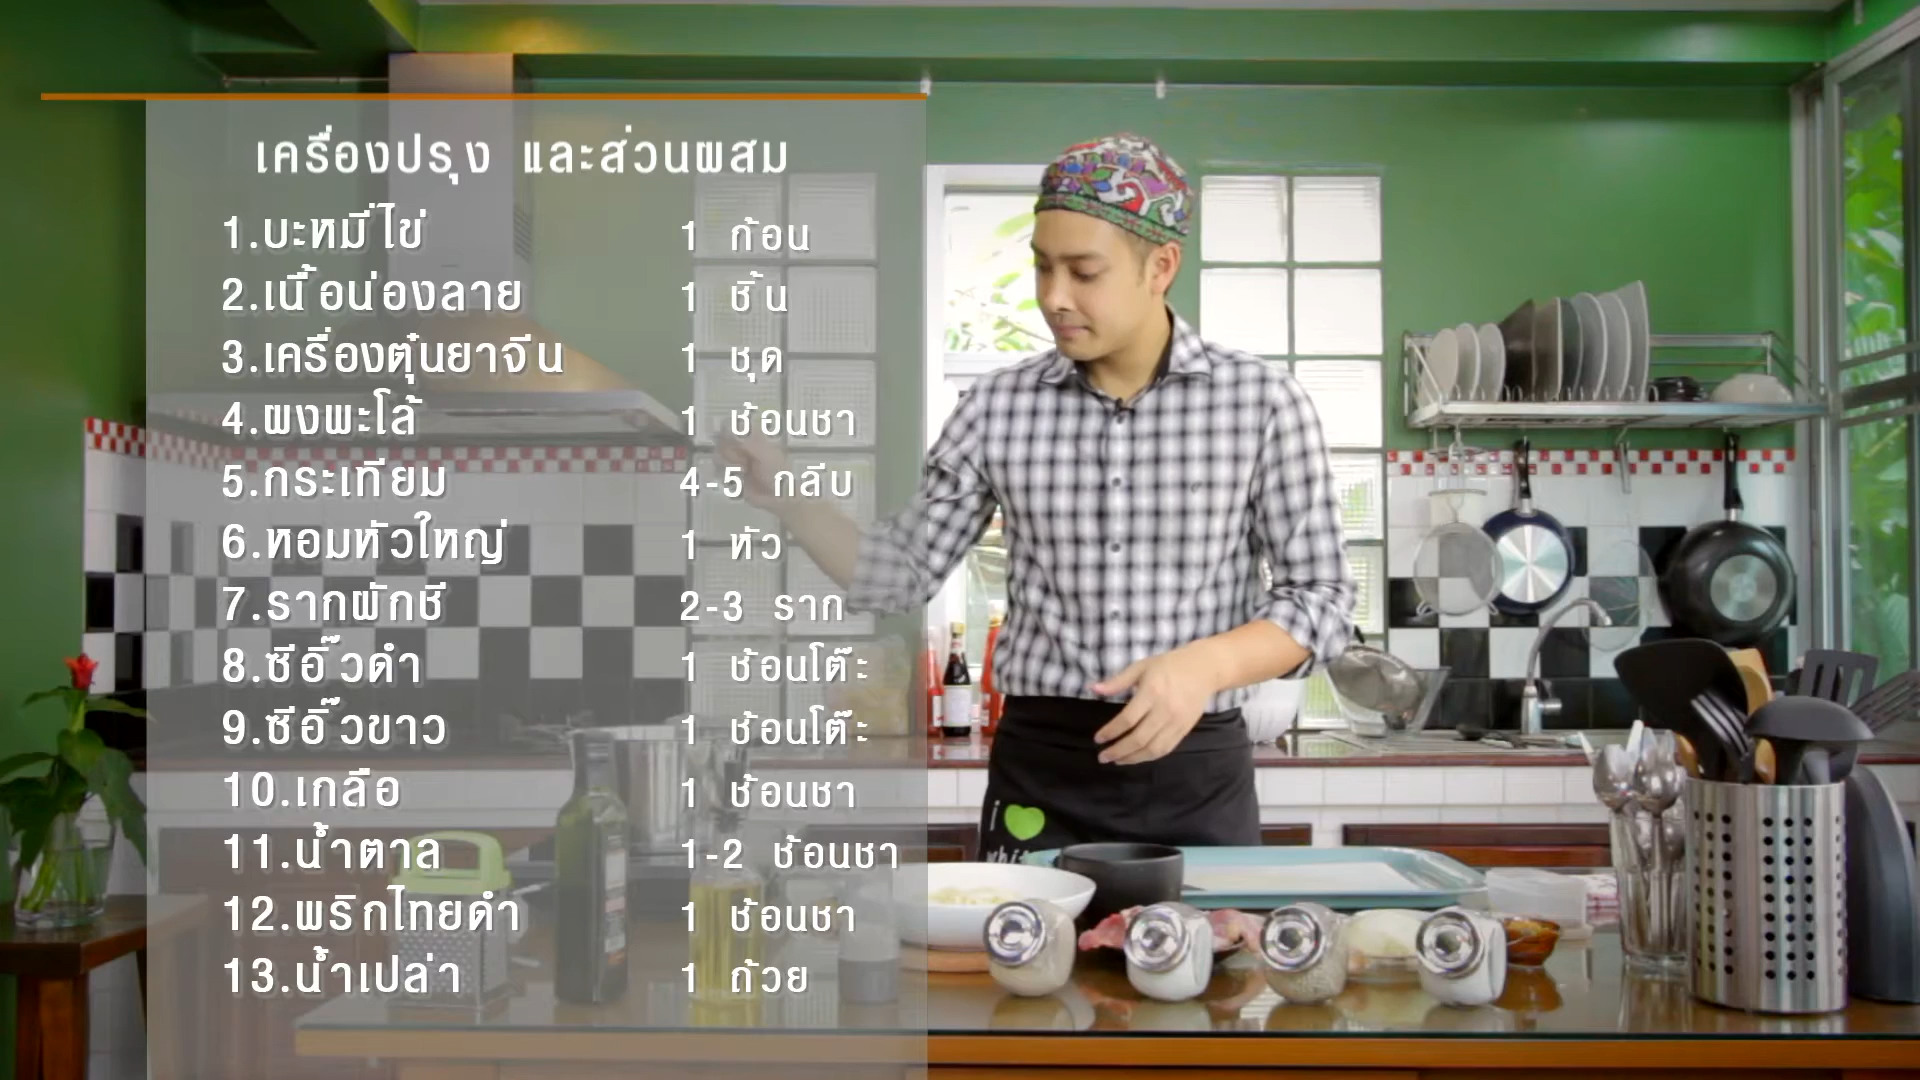 เครื่องปรุง และส่วนผสม
1.บะหมี่ไข่ 1 ก้อน
2.เนื้อน่องลาย 1 ชิ้น
3.เครื่องตุ๋นยาจีน 1 ชุด
4.ผงพะโล้ 1 ช้อนชา
5.กระเทียม 4-5 กลีบ
6.หอมหัวใหญ่ 1 หัว
7.รากผักชี 2-3 ราก
8.ซีอิ๊วดำ 1 ช้อนโต๊ะ
9.ซีอิ๊วขาว 1 ช้อนโต๊ะ
10.เกลือ 1 ช้อนชา
11.น้ำตาล 1-2 ช้อนชา
12.พริกไทยดำ 1 ช้อนชา
13.น้ำเปล่า 1 ถ้วย
i